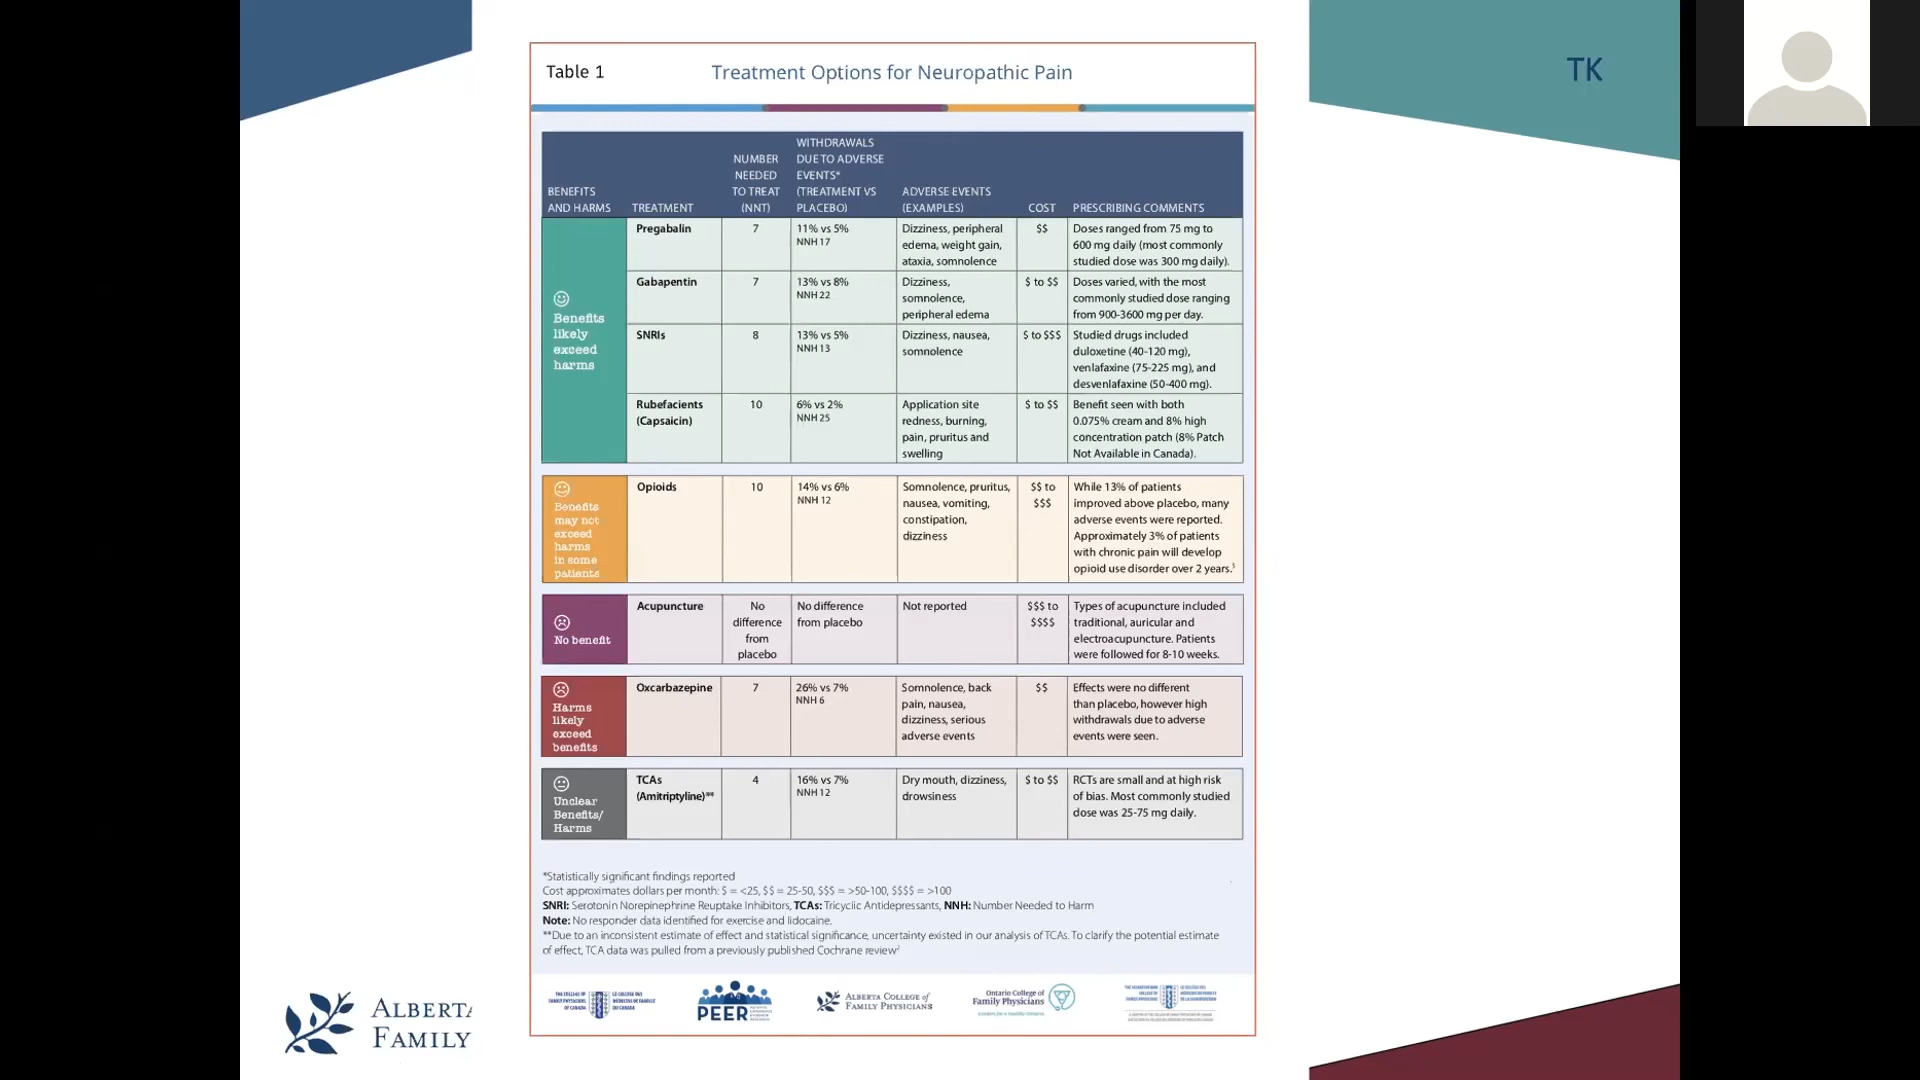 TK
Table 1
Treatment Options for Neuropathic Pain
BENEFITS AND HARMS
TREATMENT
NUMBER NEEDED TO TREAT (NNT)
WITHDRAWALS DUE TO ADVERSE EVENTS* (TREATMENT VS PLACEBO)
ADVERSE EVENTS (EXAMPLES)
COST
PRESCRIBING COMMENTS
Benefits
likely
exceed
harms
Pregabalin
7
11% vs 5%
NNH 17
Dizziness, peripheral
edema, weight gain,
ataxia, somnolence
$$
Doses ranged from 75 mg to
600 mg daily (most commonly
studied dose was 300 mg daily).
Gabapentin
7
13% vs 8%
NNH 22
Dizziness,
somnolence,
peripheral edema
$ to $$
Doses varied, with the most
commonly studied dose ranging
from 900-3600 mg per day.
SNRIs
8
13% vs 5%
NNH 13
Dizziness, nausea,
somnolence
$ to $$$
Studied drugs included
duloxetine (40-120 mg),
venlafaxine (75-225 mg), and
desvenlafaxine (50-400 mg).
Rubefacients
(Capsaicin)
10
6% vs 2%
NNH 25
Application site
redness, burning,
pain, pruritus and
swelling
$ to $$
Benefit seen with both
0.075% cream and 8% high
concentration patch (8% Patch
Not Available in Canada).
Benefits
may not
exceed
harms
in some
patients
Opioids
10
14% vs 6%
NNH 12
Somnolence, pruritus,
nausea, vomiting,
constipation,
dizziness
$$ to
$$$
While 13% of patients
improved above placebo, many
adverse events were reported.
Approximately 3% of patients
with chronic pain will develop
opioid use disorder over 2 years.
No benefit
Acupuncture
No
difference
from
placebo
No difference
from placebo
Not reported
$$$ to
$$$$
Types of acupuncture included
traditional, auricular and
electroacupuncture. Patients
were followed for 8-10 weeks.
Harms
likely
exceed
benefits
Oxcarbazepine
7
26% vs 7%
NNH 6
Somnolence, back
pain, nausea,
dizziness, serious
adverse events
$$
Effects were no different
than placebo, however high
withdrawals due to adverse
events were seen.
Unclear
Benefits/
Harms
TCAs
(Amitriptyline)**
4
16% vs 7%
NNH 12
Dry mouth, dizziness,
drowsiness
$ to $$
RCTs are small and at high risk
of bias. Most commonly studied
dose was 25-75 mg daily.
*Statistically significant findings reported
Cost approximates dollars per month: $ = <25, $$ = 25-50, $$$ = >50-100, $$$$ = >100
SNRI: Serotonin Norepinephrine Reuptake Inhibitors, TCAs: Tricyclic Antidepressants, NNH: Number Needed to Harm
Note: No responder data identified for exercise and lidocaine.
**Due to an inconsistent estimate of effect and statistical significance, uncertainty existed in our analysis of TCAs. To clarify the potential estimate
of effect, TCA data was pulled from a previously published Cochrane review²
THE COLLEGE OF
FAMILY PHYSICIANS
OF CANADA
LE COLLÈGE DES
MÉDECINS DE FAMILLE
DU CANADA
PEER
ALBERTA COLLEGE of
FAMILY PHYSICIANS
Ontario College of
Family Physicians
ALBERTA
FAMILY